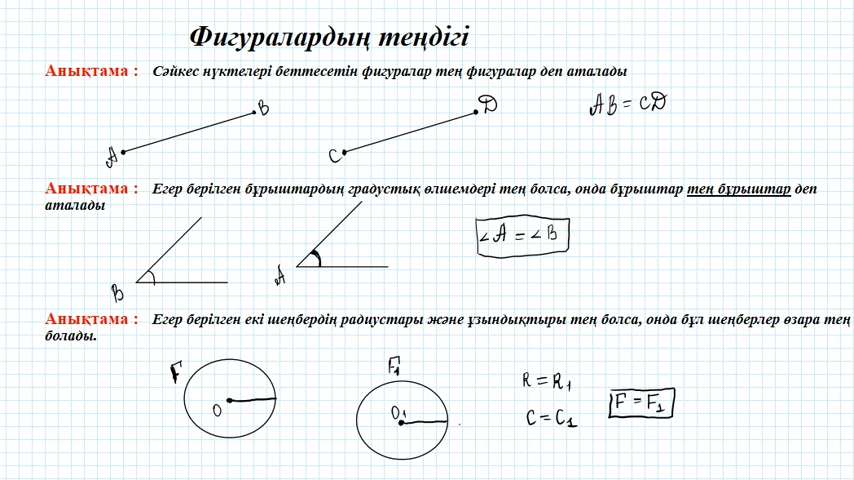 Фигуралардың теңдігі
Анықтама : Сәйкес нүктелері беттесетін фигуралар тең фигуралар деп аталады
A B C D AB = CD
Анықтама : Егер берілген бұрыштардың градустық өлшемдері тең болса, онда бұрыштар тең бұрыштар деп
аталады
B A ∠A = ∠B
Анықтама : Егер берілген екі шеңбердің радиустары және ұзындықтыры тең болса, онда бұл шеңберлер өзара тең
болады.
F O F₁ O₁
R = R₁
C = C₁
F = F₁